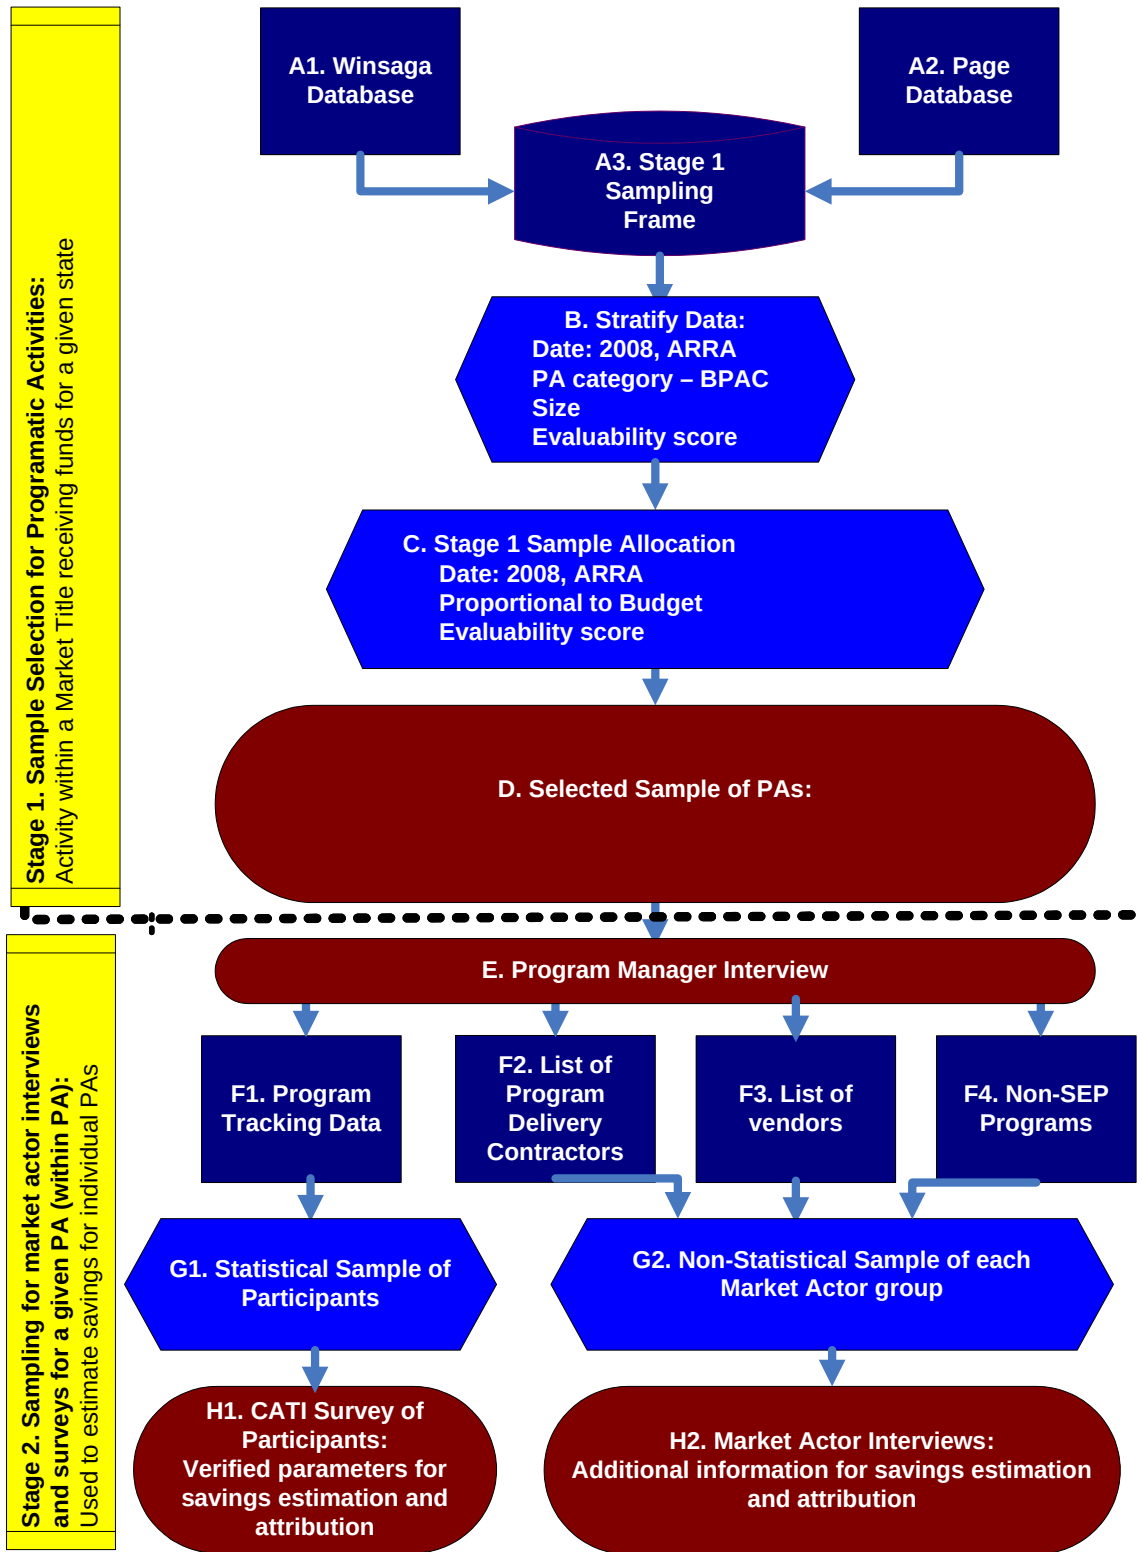 Stage 1. Sample Selection for Programatic Activities:
Activity within a Market Title receiving funds for a given state
A1. Winsaga
Database
A2. Page
Database
A3. Stage 1
Sampling
Frame
B. Stratify Data:
Date: 2008, ARRA
PA category – BPAC
Size
Evaluability score
C. Stage 1 Sample Allocation
Date: 2008, ARRA
Proportional to Budget
Evaluability score
D. Selected Sample of PAs:
Stage 2. Sampling for market actor interviews
and surveys for a given PA (within PA):
Used to estimate savings for individual PAs
E. Program Manager Interview
F1. Program
Tracking Data
F2. List of
Program
Delivery
Contractors
F3. List of
vendors
F4. Non-SEP
Programs
G1. Statistical Sample of
Participants
G2. Non-Statistical Sample of each
Market Actor group
H1. CATI Survey of
Participants:
Verified parameters for
savings estimation and
attribution
H2. Market Actor Interviews:
Additional information for savings estimation
and attribution